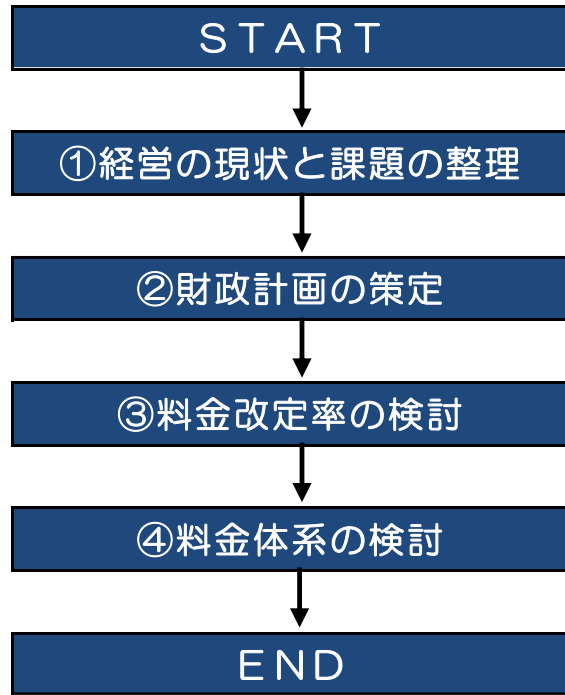 ＳＴＡＲＴ
①経営の現状と課題の整理
②財政計画の策定
③料金改定率の検討
④料金体系の検討
ＥＮＤ